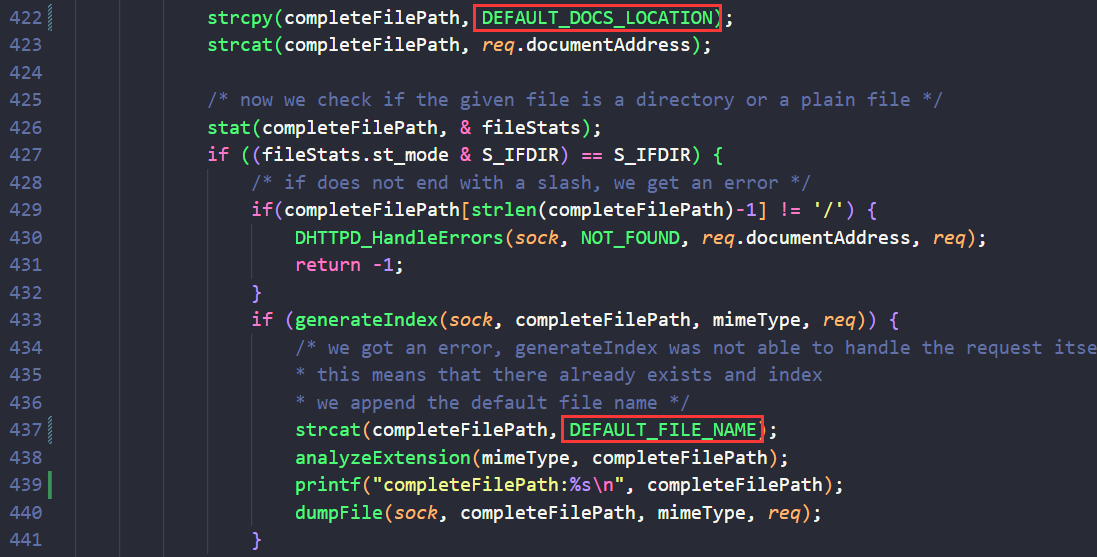 422 strcpy(completeFilePath, DEFAULT_DOCS_LOCATION);
423 strcat(completeFilePath, req.documentAddress);
424
425 /* now we check if the given file is a directory or a plain file */
426 stat(completeFilePath, & fileStats);
427 if ((fileStats.st_mode & S_IFDIR) == S_IFDIR) {
428 /* if does not end with a slash, we get an error */
429 if(completeFilePath[strlen(completeFilePath)-1] != '/') {
430 DHTTPD_HandleErrors(sock, NOT_FOUND, req.documentAddress, req);
431 return -1;
432 }
433 if (generateIndex(sock, completeFilePath, mimeType, req)) {
434 /* we got an error, generateIndex was not able to handle the request itse
435 * this means that there already exists and index
436 * we append the default file name */
437 strcat(completeFilePath, DEFAULT_FILE_NAME);
438 analyzeExtension(mimeType, completeFilePath);
439 printf("completeFilePath:%s\n", completeFilePath);
440 dumpFile(sock, completeFilePath, mimeType, req);
441 }